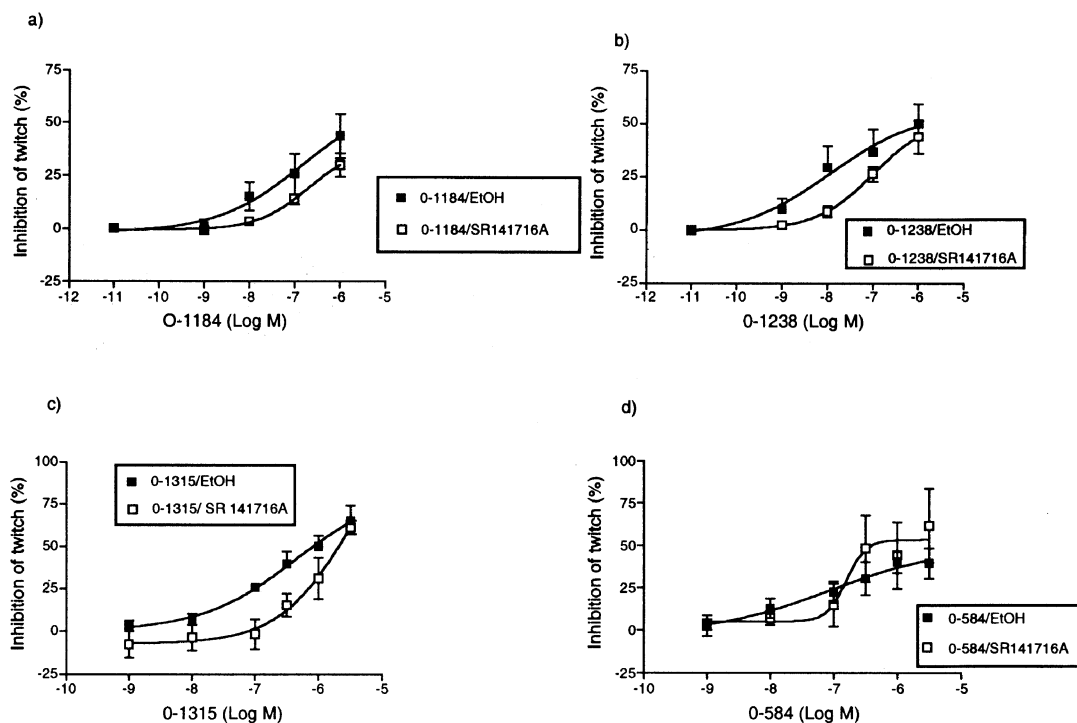 a)
Inhibition of twitch (%)
75
50
25
0
-25
-12 -11 -10 -9 -8 -7 -6 -5
O-1184 (Log M)
0-1184/EtOH
0-1184/SR141716A
b)
Inhibition of twitch (%)
75
50
25
0
-25
-12 -11 -10 -9 -8 -7 -6 -5
0-1238 (Log M)
0-1238/EtOH
0-1238/SR141716A
c)
Inhibition of twitch (%)
100
75
50
25
0
-25
-10 -9 -8 -7 -6 -5
0-1315 (Log M)
0-1315/EtOH
0-1315/ SR 141716A
d)
Inhibition of twitch (%)
100
75
50
25
0
-25
-10 -9 -8 -7 -6 -5
0-584 (Log M)
0-584/EtOH
0-584/SR141716A